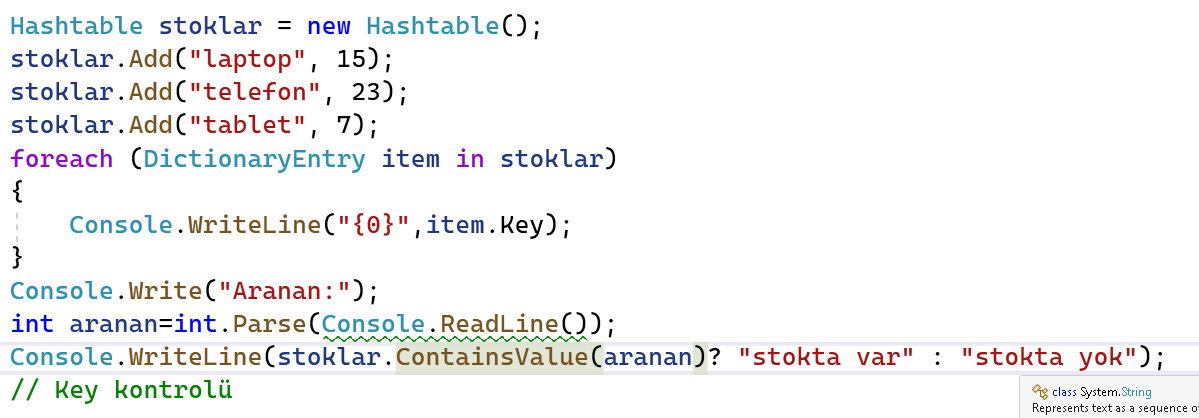 Hashtable stoklar = new Hashtable();
stoklar.Add("laptop", 15);
stoklar.Add("telefon", 23);
stoklar.Add("tablet", 7);
foreach (DictionaryEntry item in stoklar)
{
    Console.WriteLine("{0}",item.Key);
}
Console.Write("Aranan:");
int aranan=int.Parse(Console.ReadLine());
Console.WriteLine(stoklar.ContainsValue(aranan)? "stokta var" : "stokta yok");
// Key kontrolü
class System.String
Represents text as a sequence